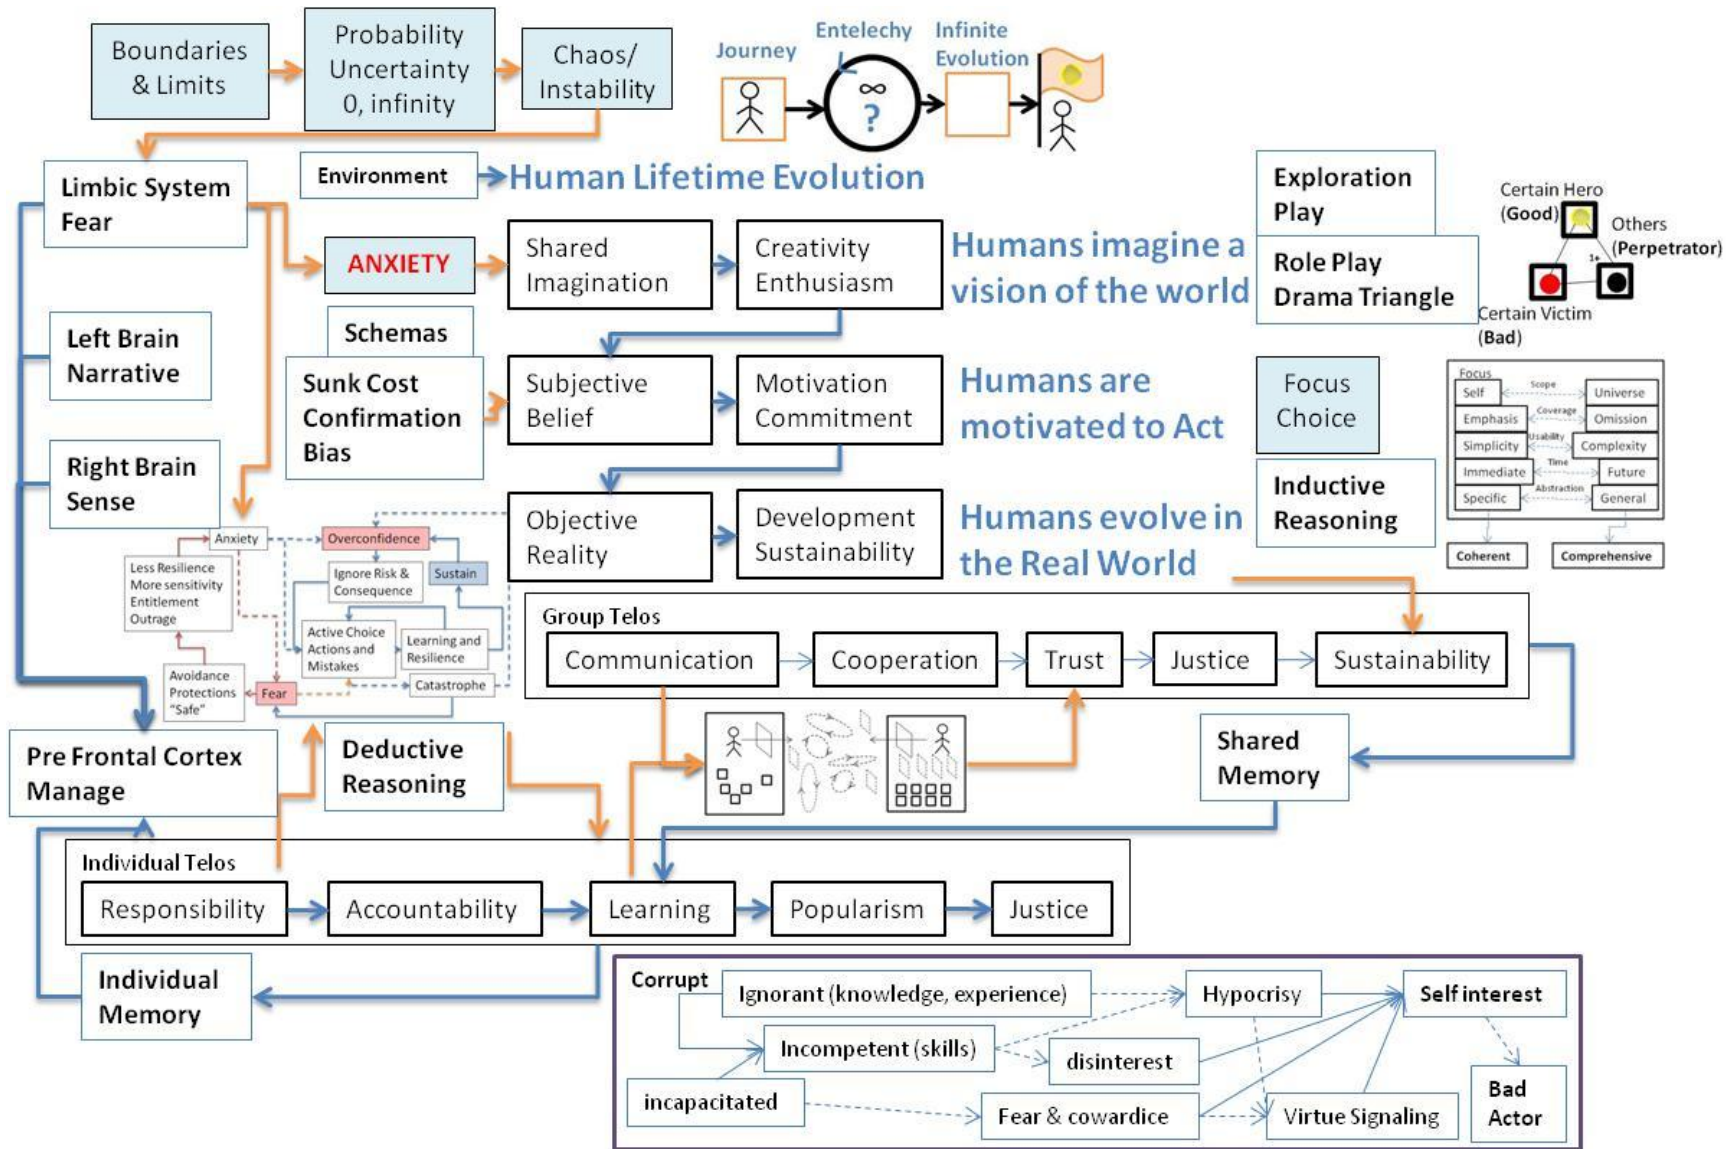 Boundaries
& Limits
Probability
Uncertainty
0, infinity
Chaos/
Instability
Journey
Entelechy
Infinite
Evolution
∞
?
Limbic System
Fear
Environment
Human Lifetime Evolution
Exploration
Play
Certain Hero
(Good)
Others
(Perpetrator)
1+
Certain Victim
(Bad)
ANXIETY
Shared
Imagination
Creativity
Enthusiasm
Humans imagine a
vision of the world
Role Play
Drama Triangle
Left Brain
Narrative
Schemas
Sunk Cost
Confirmation
Bias
Subjective
Belief
Motivation
Commitment
Humans are
motivated to Act
Focus
Choice
Focus
Self
Scope
Universe
Emphasis
Coverage
Omission
Simplicity
Usability
Complexity
Immediate
Time
Future
Specific
Abstraction
General
Coherent
Comprehensive
Right Brain
Sense
Objective
Reality
Development
Sustainability
Humans evolve in
the Real World
Inductive
Reasoning
Anxiety
Overconfidence
Less Resilience
More sensitivity
Entitlement
Outrage
Ignore Risk &
Consequence
Sustain
Active Choice
Actions and
Mistakes
Learning and
Resilience
Avoidance
Protections
"Safe"
Fear
Catastrophe
Group Telos
Communication
Cooperation
Trust
Justice
Sustainability
Pre Frontal Cortex
Manage
Deductive
Reasoning
Shared
Memory
Individual Telos
Responsibility
Accountability
Learning
Popularism
Justice
Individual
Memory
Corrupt
Ignorant (knowledge, experience)
Hypocrisy
Self interest
Incompetent (skills)
disinterest
incapacitated
Fear & cowardice
Virtue Signaling
Bad
Actor